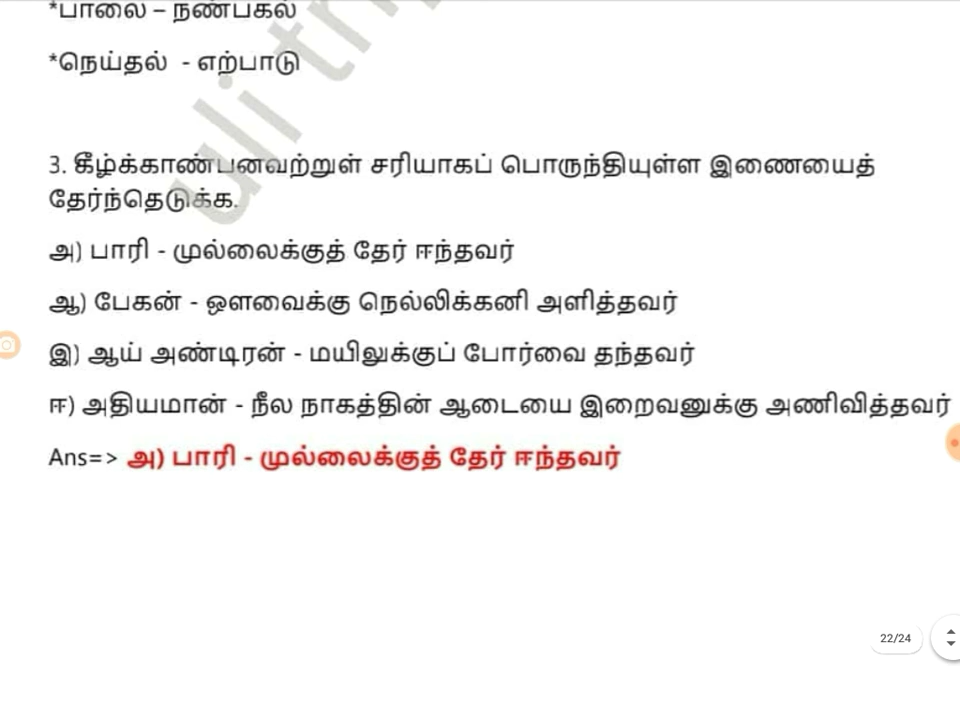 *பாலை – நண்பகல்
*நெய்தல் - எற்பாடு
3. கீழ்க்காண்பனவற்றுள் சரியாகப் பொருந்தியுள்ள இணையைத்
தேர்ந்தெடுக்க.
அ) பாரி - முல்லைக்குத் தேர் ஈந்தவர்
ஆ) பேகன் - ஔவைக்கு நெல்லிக்கனி அளித்தவர்
இ) ஆய் அண்டிரன் - மயிலுக்குப் போர்வை தந்தவர்
ஈ) அதியமான் - நீல நாகத்தின் ஆடையை இறைவனுக்கு அணிவித்தவர்
Ans=> அ) பாரி - முல்லைக்குத் தேர் ஈந்தவர்
22/24